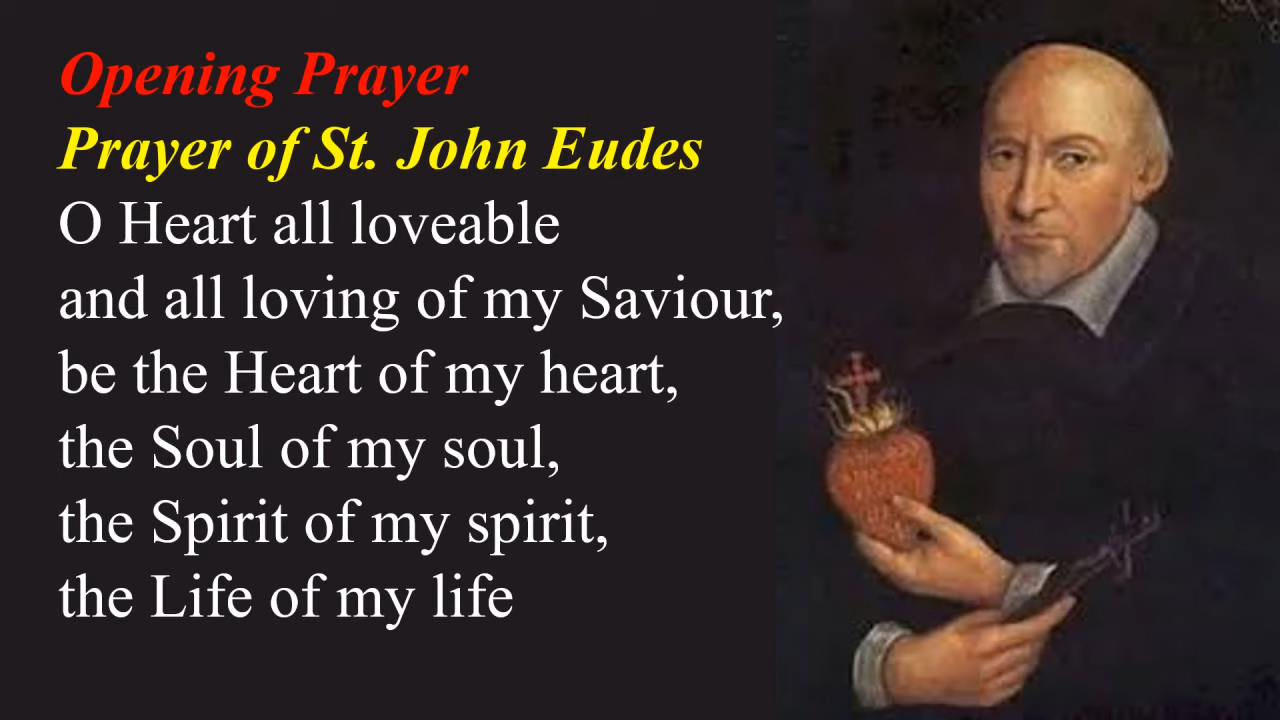 Opening Prayer
Prayer of St. John Eudes
O Heart all loveable
and all loving of my Saviour,
be the Heart of my heart,
the Soul of my soul,
the Spirit of my spirit,
the Life of my life